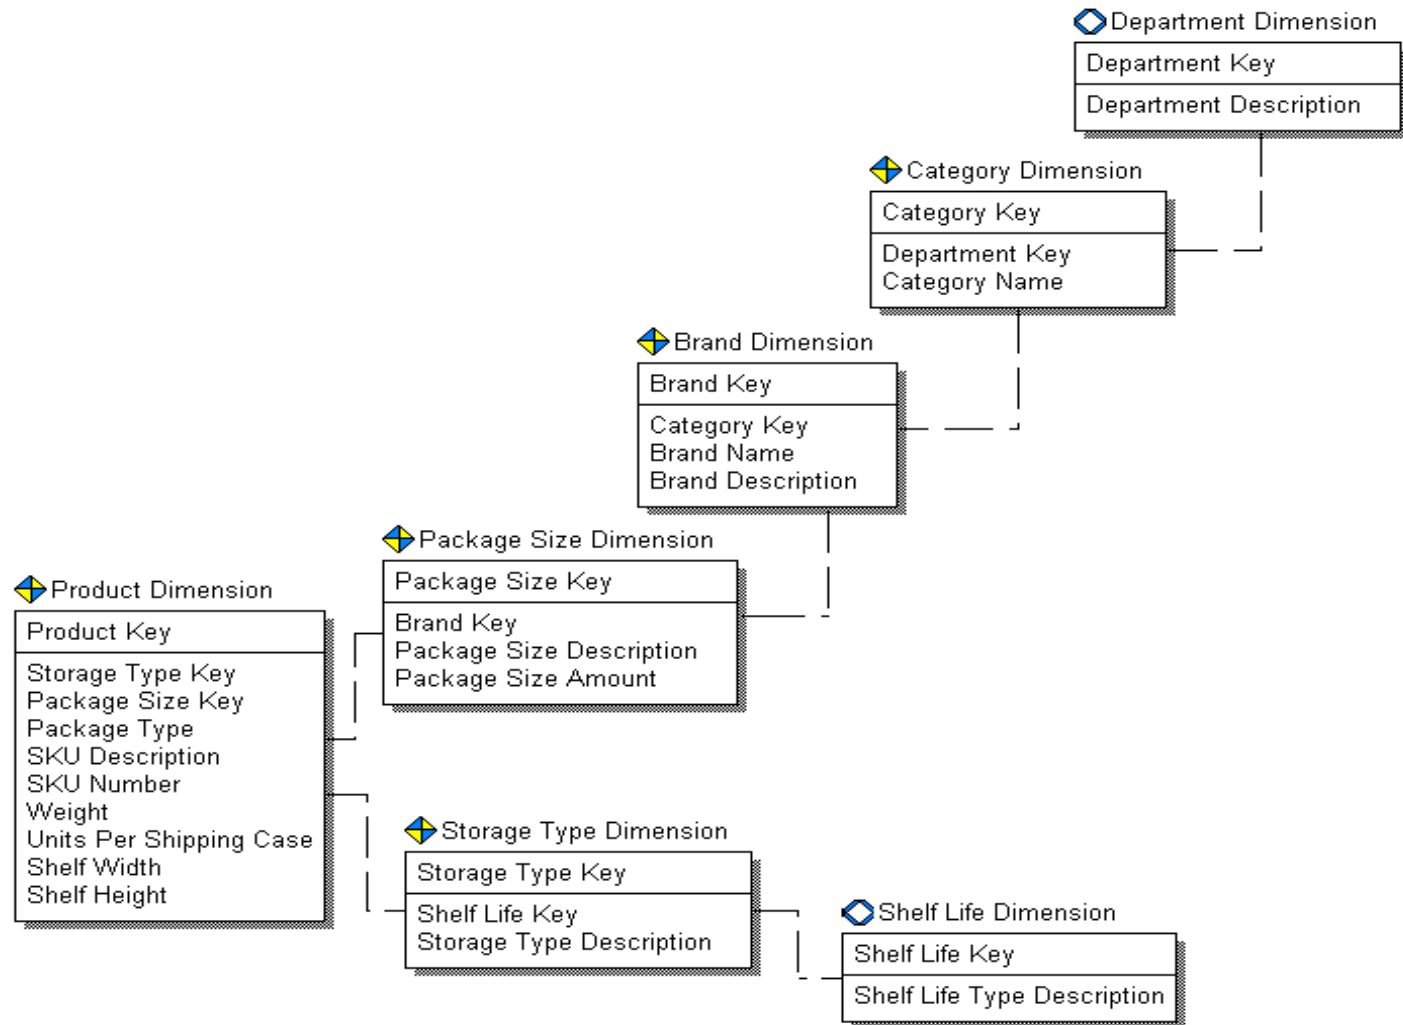 Department Dimension
Department Key
Department Description
Category Dimension
Category Key
Department Key
Category Name
Brand Dimension
Brand Key
Category Key
Brand Name
Brand Description
Package Size Dimension
Package Size Key
Brand Key
Package Size Description
Package Size Amount
Product Dimension
Product Key
Storage Type Key
Package Size Key
Package Type
SKU Description
SKU Number
Weight
Units Per Shipping Case
Shelf Width
Shelf Height
Storage Type Dimension
Storage Type Key
Shelf Life Key
Storage Type Description
Shelf Life Dimension
Shelf Life Key
Shelf Life Type Description